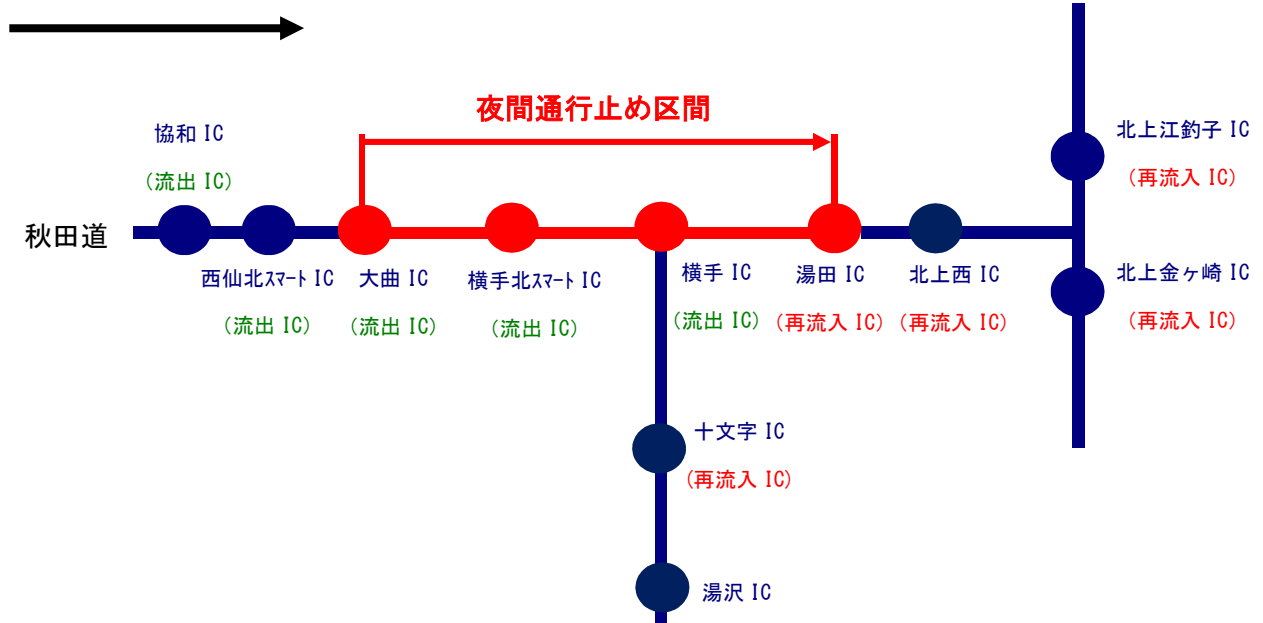 夜間通行止め区間
協和 IC
(流出 IC)
北上江釣子 IC
(再流入 IC)
秋田道
西仙北スマート IC
(流出 IC)
大曲 IC
(流出 IC)
横手北スマート IC
(流出 IC)
横手 IC
(流出 IC)
湯田 IC
(再流入 IC)
北上西 IC
(再流入 IC)
北上金ヶ崎 IC
(再流入 IC)
十文字 IC
(再流入 IC)
湯沢 IC